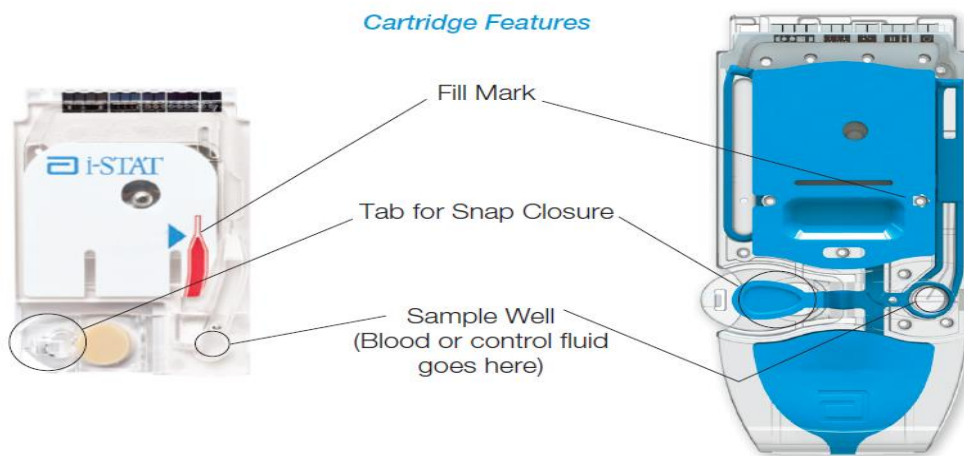 Cartridge Features
Fill Mark
i-STAT
Tab for Snap Closure
Sample Well
(Blood or control fluid
goes here)